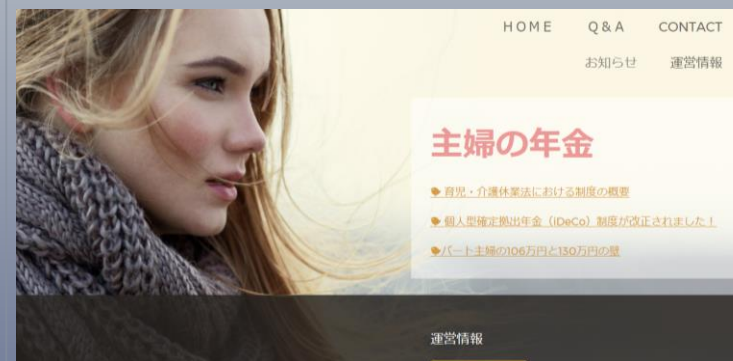 HOME Q&A CONTACT
お知らせ 運営情報
主婦の年金
育児・介護休業法における制度の概要
個人型確定拠出年金（iDeCo）制度が改正されました！
パート主婦の106万円と130万円の壁
運営情報